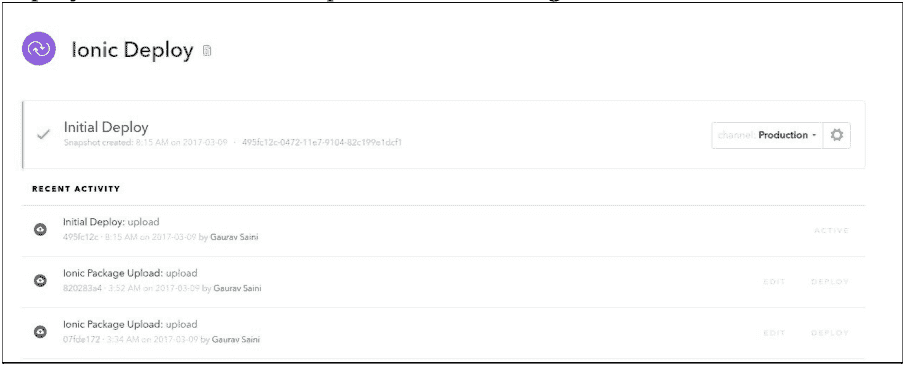 Ionic Deploy
Initial Deploy
Snapshot created: 8:15 AM on 2017-03-09 · 495fc12c-0472-11e7-9104-82c199e1dcf1
channel: Production
RECENT ACTIVITY
Initial Deploy: upload
495fc12c · 8:15 AM on 2017-03-09 by Gaurav Saini
ACTIVE
Ionic Package Upload: upload
820283a4 · 3:52 AM on 2017-03-09 by Gaurav Saini
EDIT DEPLOY
Ionic Package Upload: upload
07fda172 · 3:34 AM on 2017-03-09 by Gaurav Saini
EDIT DEPLOY